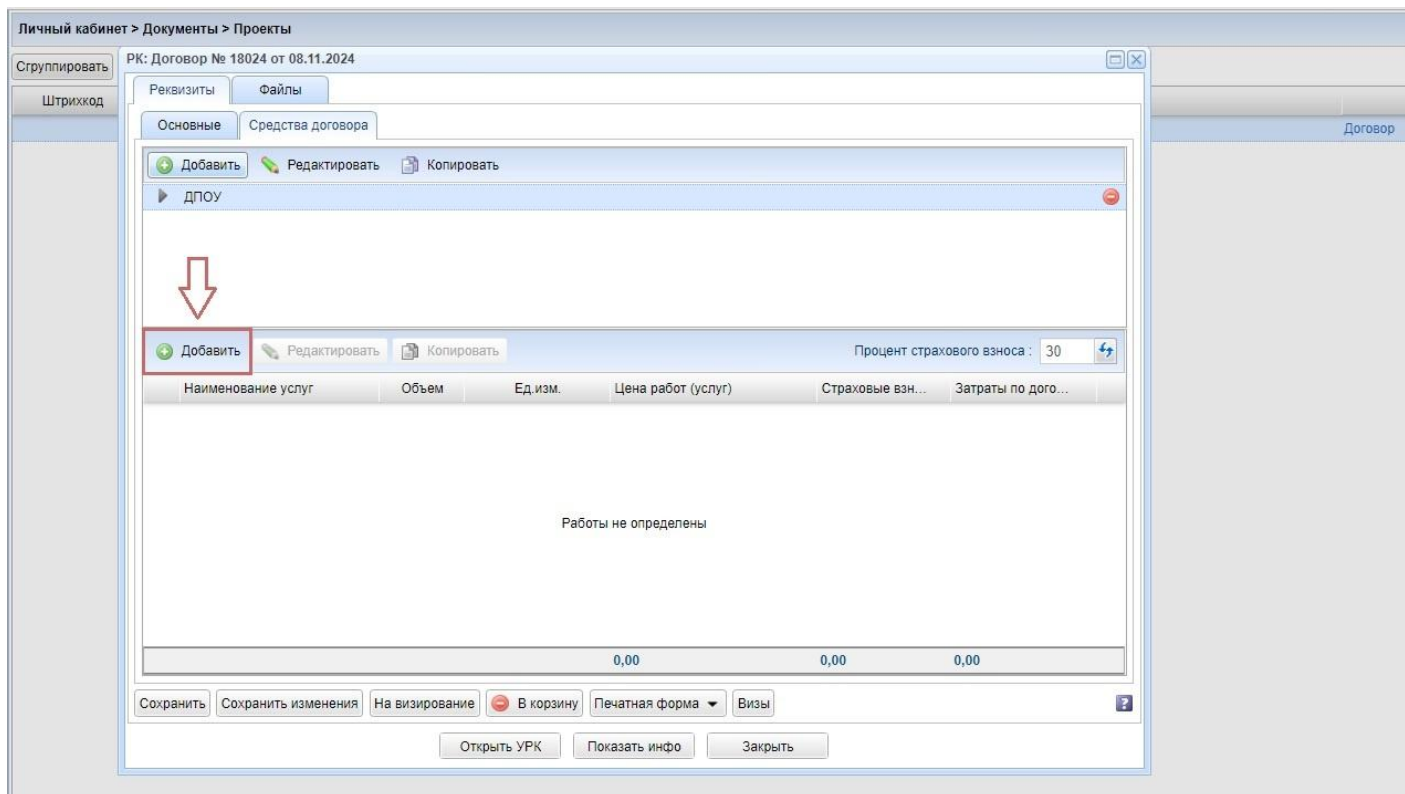 Личный кабинет > Документы > Проекты
РК: Договор № 18024 от 08.11.2024
Сгруппировать
Реквизиты Файлы
Штрихкод
Основные Средства договора
Договор
Добавить Редактировать Копировать
ДПОУ
Добавить Редактировать Копировать Процент страхового взноса : 30
Наименование услуг Объем Ед.изм. Цена работ (услуг) Страховые взн... Затраты по дого...
Работы не определены
0,00 0,00 0,00
Сохранить Сохранить изменения На визирование В корзину Печатная форма Визы ?
Открыть УРК Показать инфо Закрыть